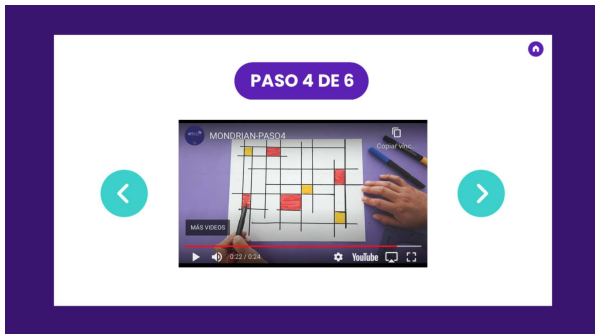 PASO 4 DE 6
MONDRIAN-PASO4
Copiar vínc...
MÁS VIDEOS
0:22 / 0:24
YouTube